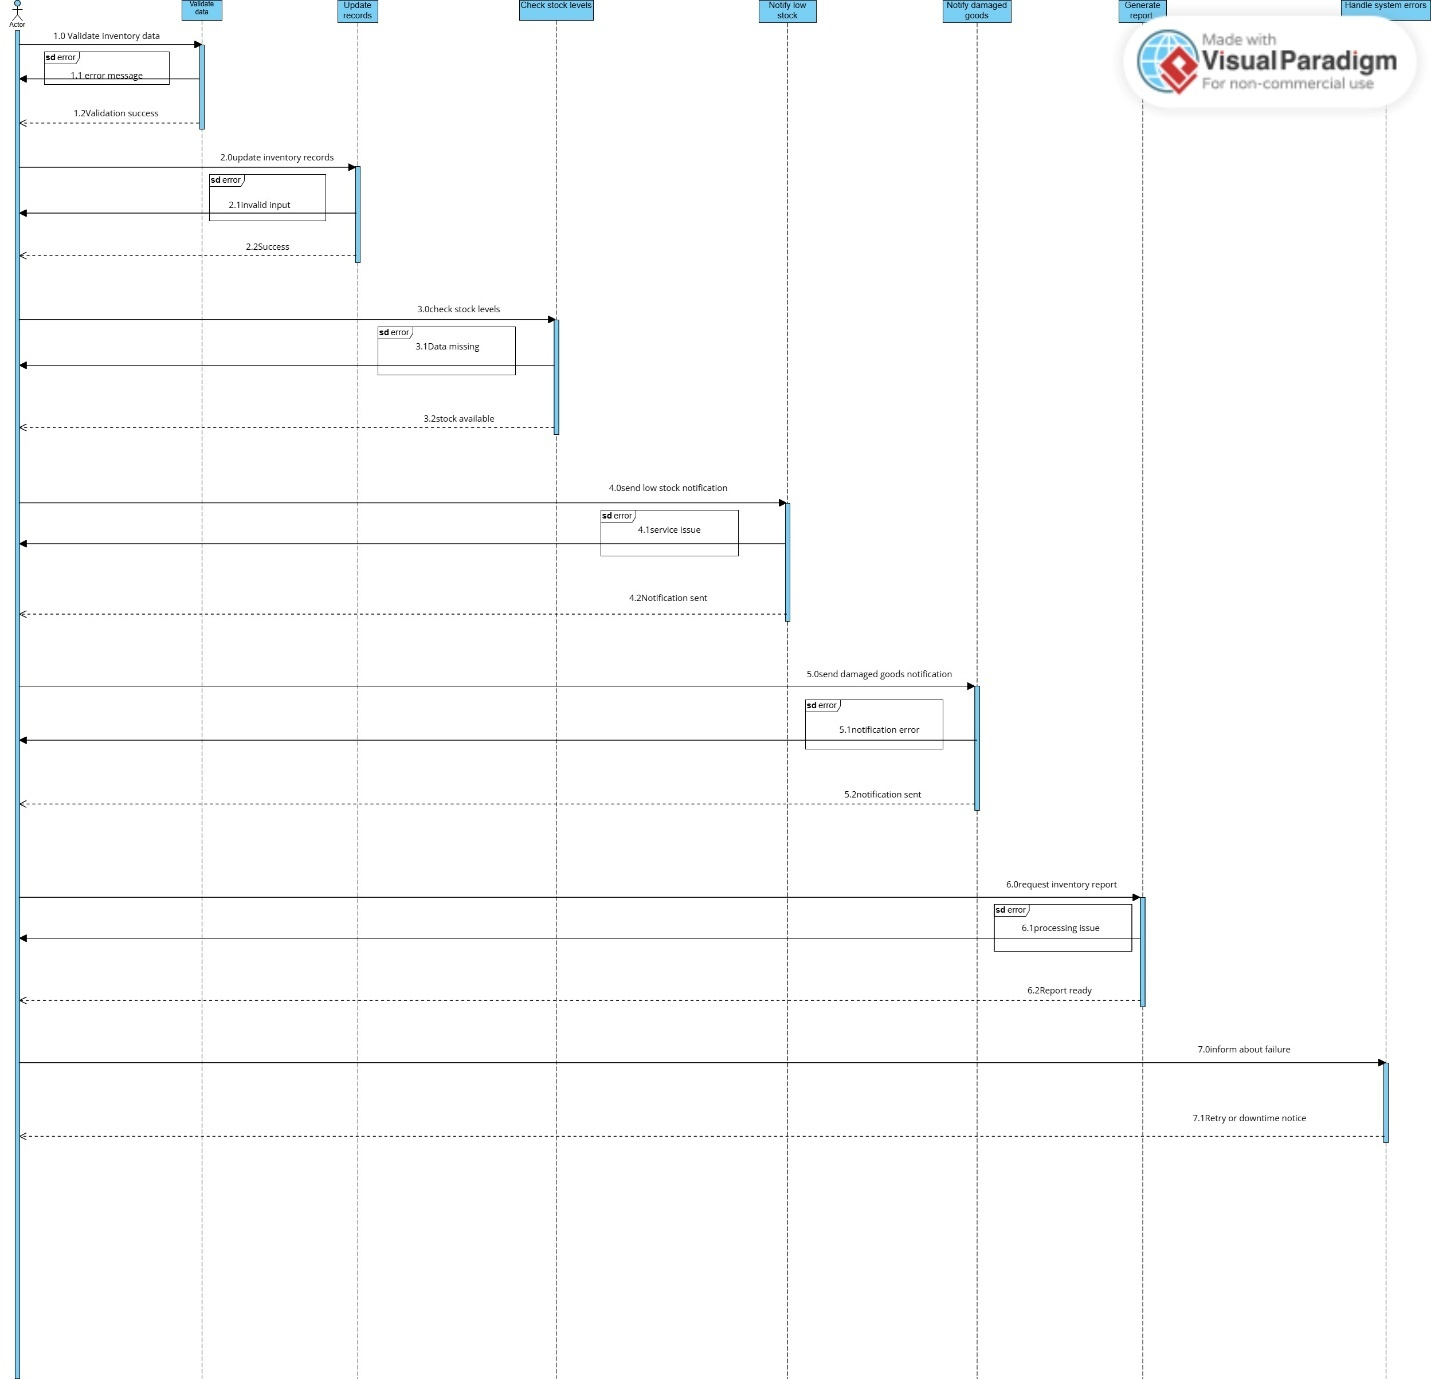 Actor
Validate
data
Update
records
Check stock levels
Notify low
stock
Notify damaged
goods
Generate
report
Handle system errors
Made with
Visual Paradigm
For non-commercial use
1.0 Validate inventory data
sd error
1.1 error message
1.2Validation success
2.0update inventory records
sd error
2.1invalid input
2.2Success
3.0check stock levels
sd error
3.1Data missing
3.2stock available
4.0send low stock notification
sd error
4.1service issue
4.2Notification sent
5.0send damaged goods notification
sd error
5.1notification error
5.2notification sent
6.0request inventory report
sd error
6.1processing issue
6.2Report ready
7.0inform about failure
7.1Retry or downtime notice